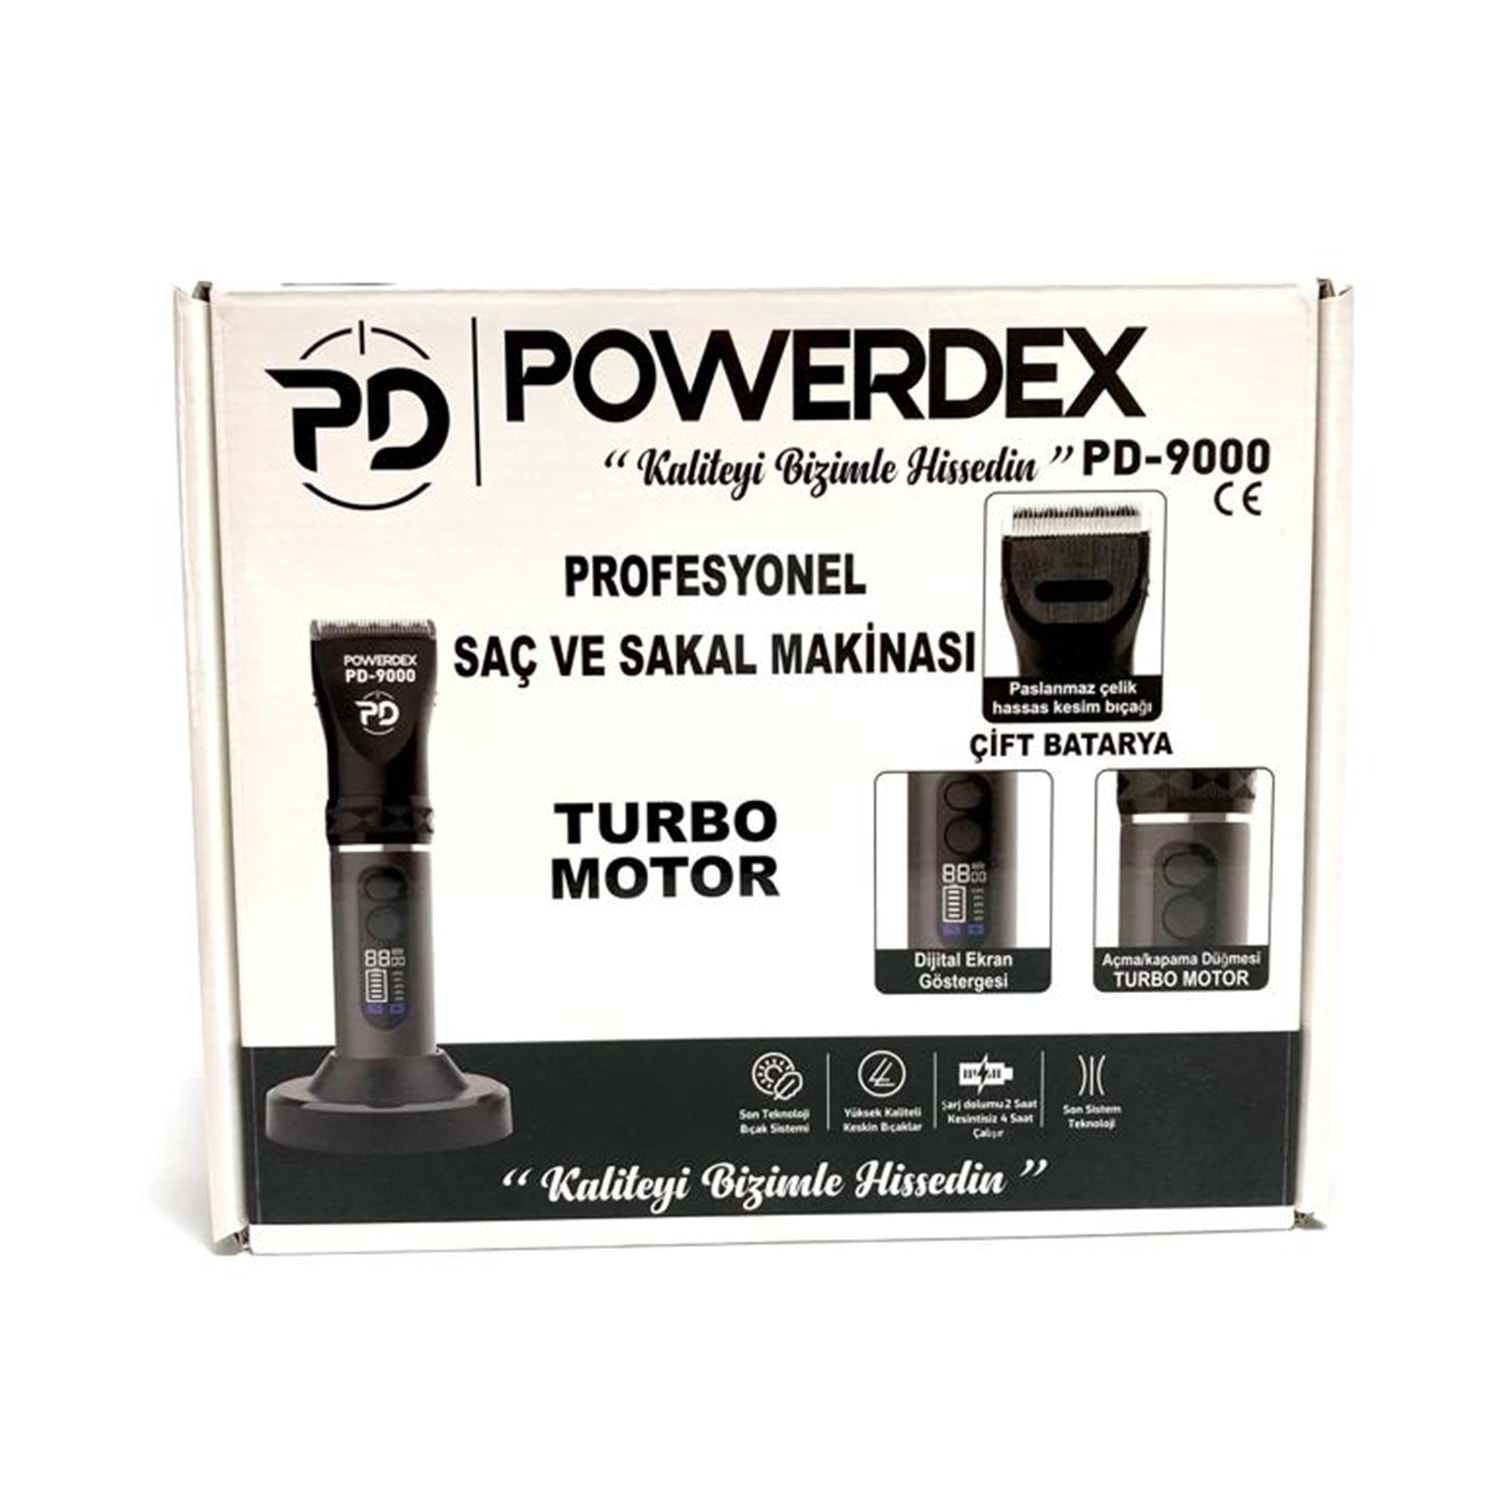 PD
POWERDEX
“ Kaliteyi Bizimle Hissedin ” PD-9000
CE
PROFESYONEL
SAÇ VE SAKAL MAKİNASI
POWERDEX
PD-9000
PD
Paslanmaz çelik
hassas kesim bıçağı
ÇİFT BATARYA
TURBO
MOTOR
88
88
Dijital Ekran
Göstergesi
Açma/kapama Düğmesi
TURBO MOTOR
Son Teknoloji
Bıçak Sistemi
Yüksek Kaliteli
Keskin Bıçaklar
Şarj dolumu 2 Saat
Kesintisiz 4 Saat
Çalışır
Son Sistem
Teknoloji
“ Kaliteyi Bizimle Hissedin ”